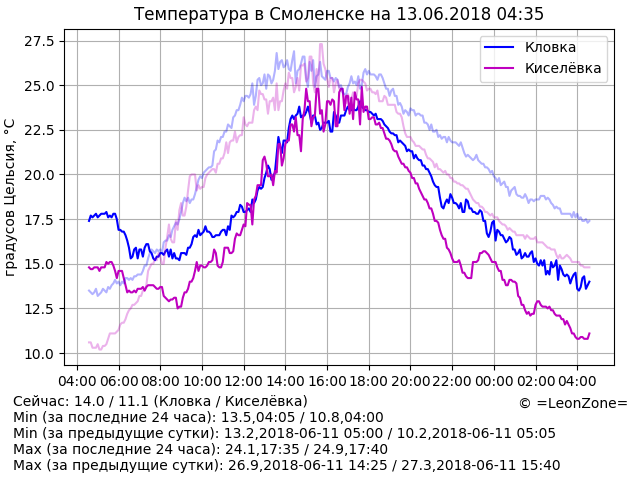 Температура в Смоленске на 13.06.2018 04:35
27.5
25.0
22.5
20.0
17.5
15.0
12.5
10.0
градусов Цельсия, °C
Кловка
Киселёвка
04:00 06:00 08:00 10:00 12:00 14:00 16:00 18:00 20:00 22:00 00:00 02:00 04:00
Сейчас: 14.0 / 11.1 (Кловка / Киселёвка)
© =LeonZone=
Min (за последние 24 часа): 13.5,04:05 / 10.8,04:00
Min (за предыдущие сутки): 13.2,2018-06-11 05:00 / 10.2,2018-06-11 05:05
Max (за последние 24 часа): 24.1,17:35 / 24.9,17:40
Max (за предыдущие сутки): 26.9,2018-06-11 14:25 / 27.3,2018-06-11 15:40